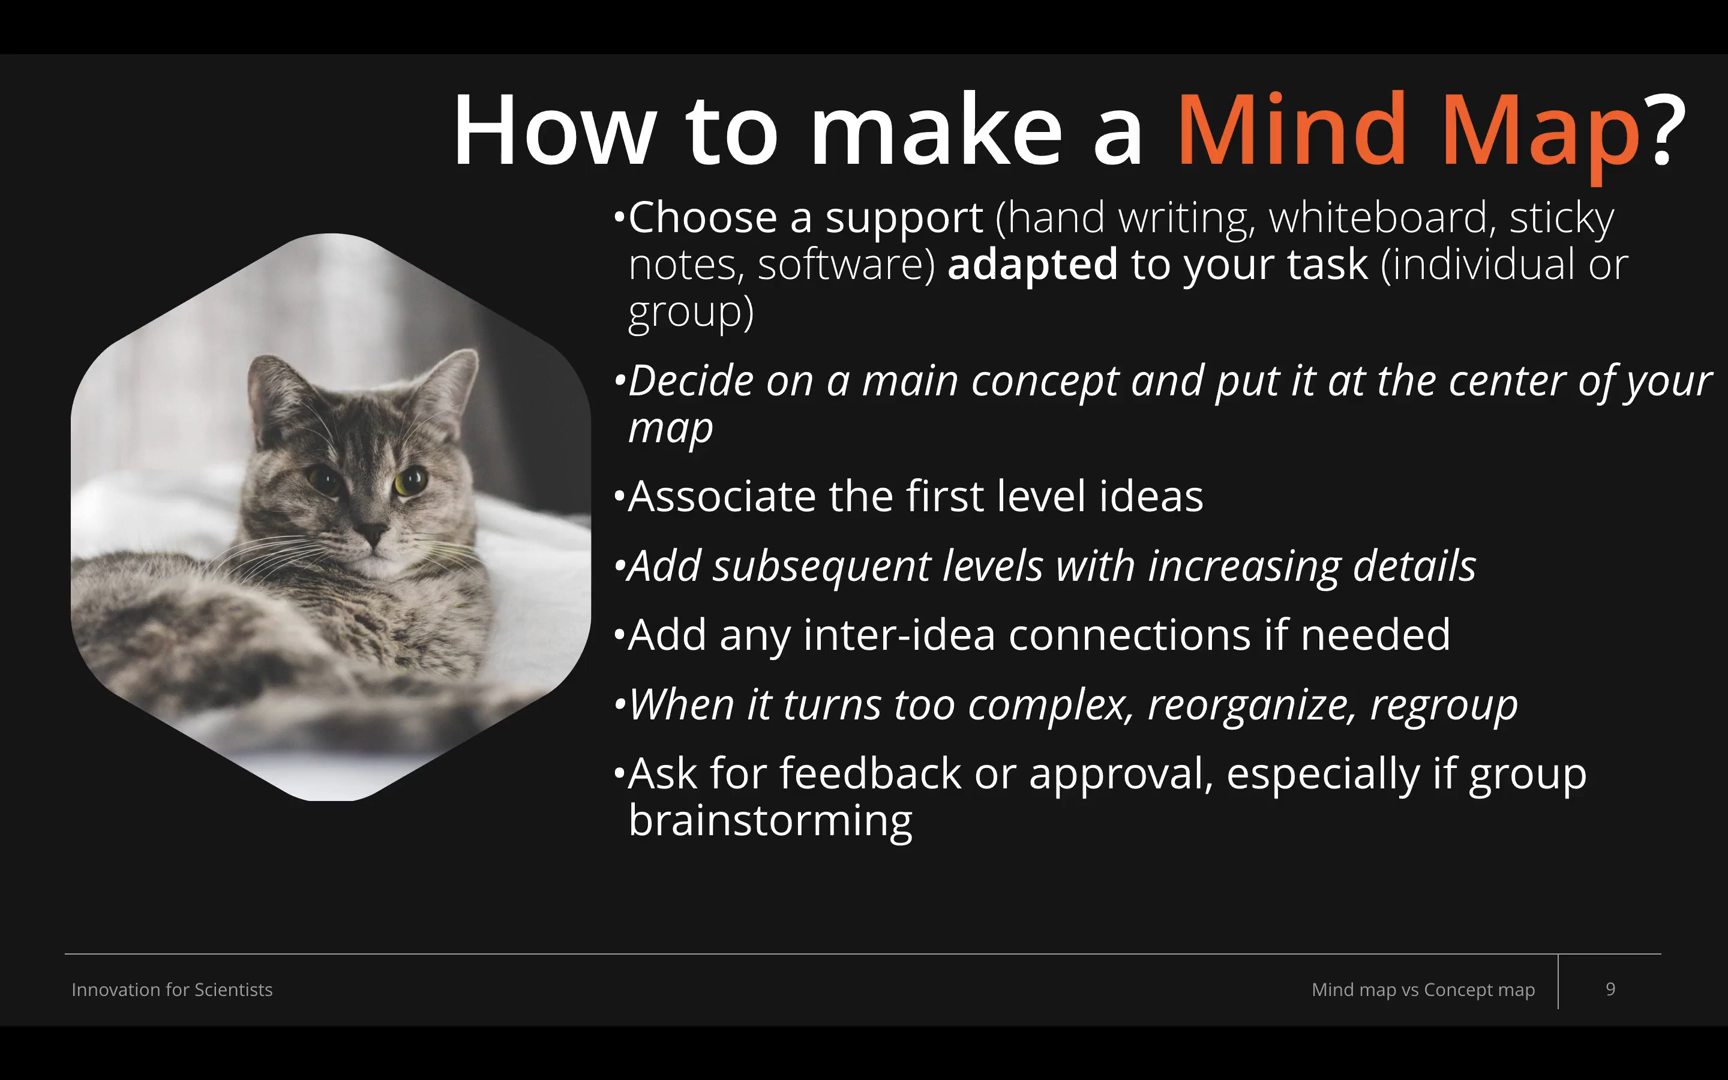 How to make a Mind Map?
•Choose a support (hand writing, whiteboard, sticky
notes, software) adapted to your task (individual or
group)
•Decide on a main concept and put it at the center of your
map
•Associate the first level ideas
•Add subsequent levels with increasing details
•Add any inter-idea connections if needed
•When it turns too complex, reorganize, regroup
•Ask for feedback or approval, especially if group
brainstorming
Innovation for Scientists
Mind map vs Concept map
9